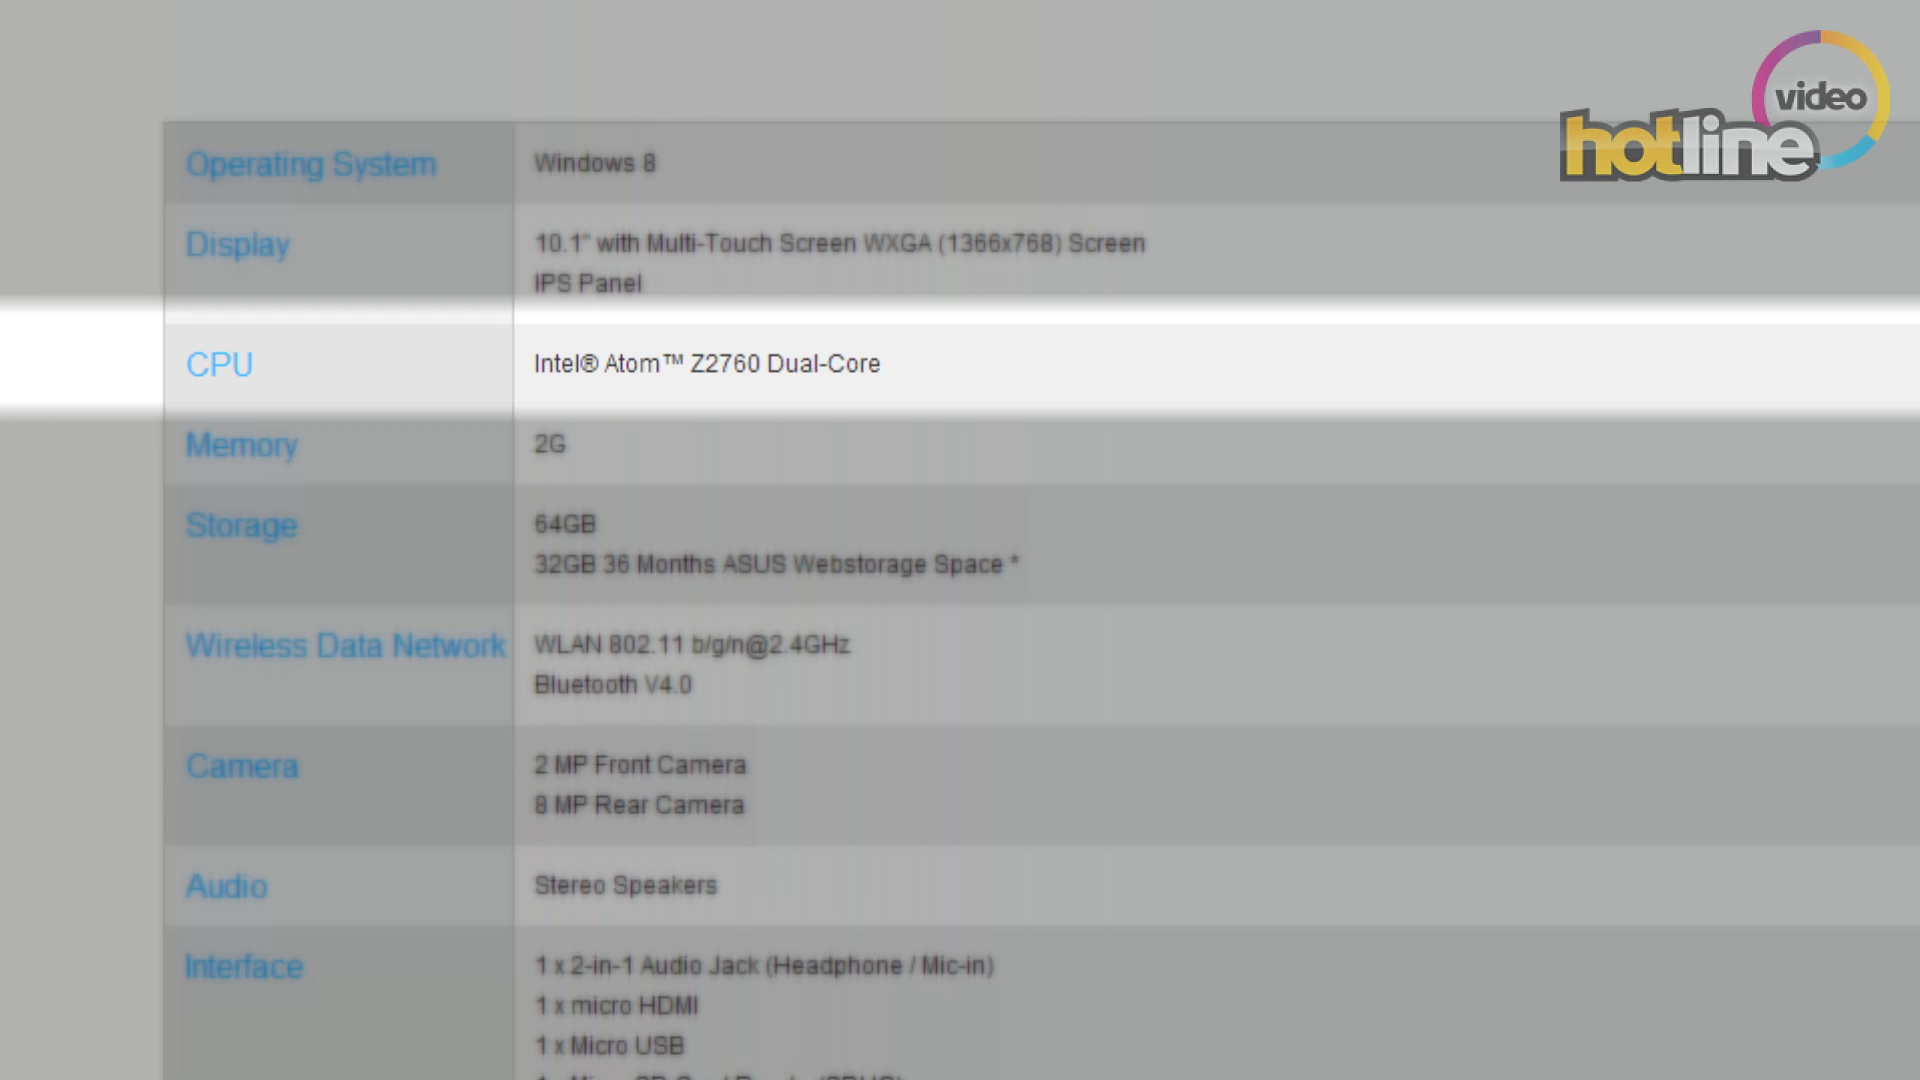 video
hotline
Operating System
Windows 8
Display
10.1" with Multi-Touch Screen WXGA (1366x768) Screen
IPS Panel
CPU
Intel® Atom™ Z2760 Dual-Core
Memory
2G
Storage
64GB
32GB 36 Months ASUS Webstorage Space *
Wireless Data Network
WLAN 802.11 b/g/n@2.4GHz
Bluetooth V4.0
Camera
2 MP Front Camera
8 MP Rear Camera
Audio
Stereo Speakers
Interface
1 x 2-in-1 Audio Jack (Headphone / Mic-in)
1 x micro HDMI
1 x Micro USB